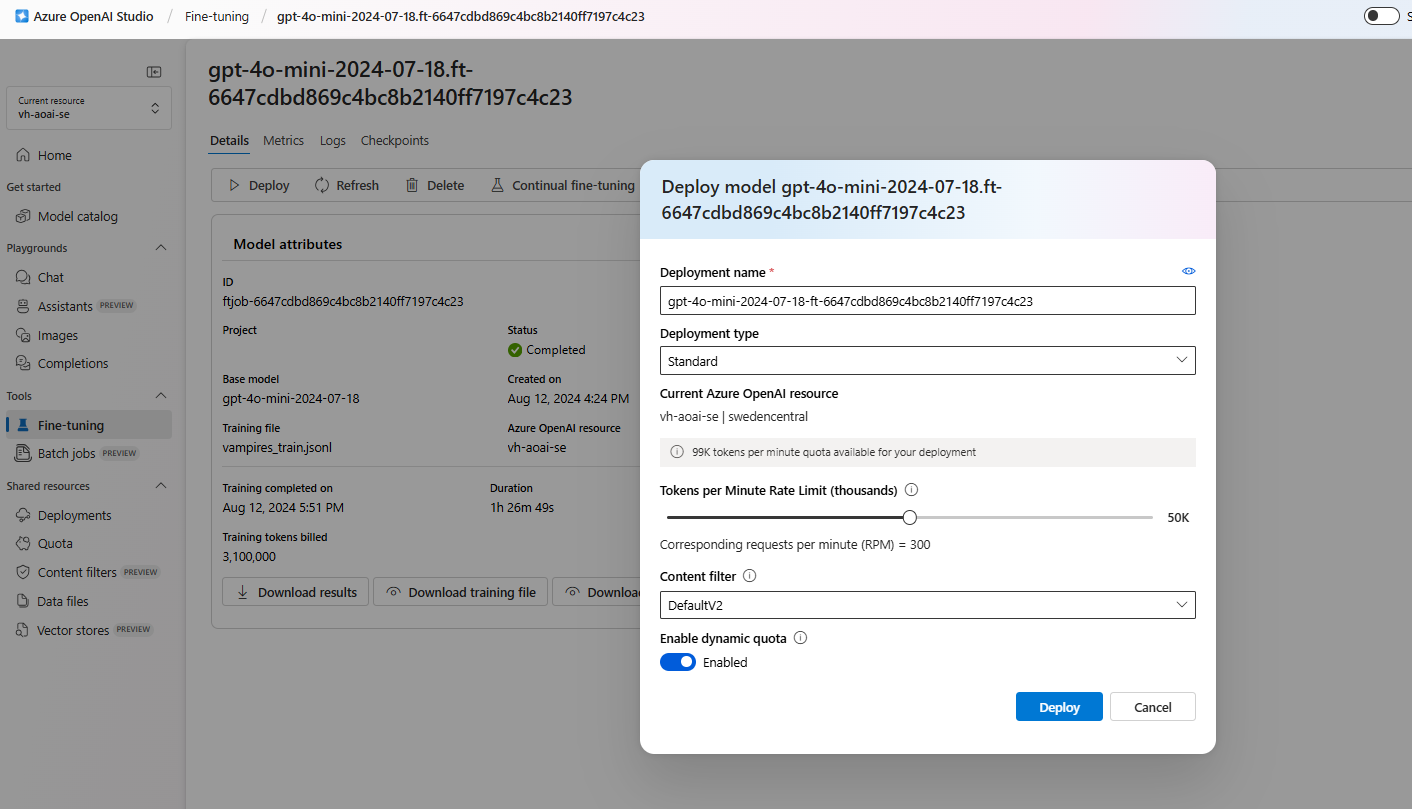 Azure OpenAI Studio / Fine-tuning / gpt-4o-mini-2024-07-18.ft-6647cdbd869c4bc8b2140ff7197c4c23
Current resource
vh-aoai-se
Home
Get started
Model catalog
Playgrounds
Chat
Assistants PREVIEW
Images
Completions
Tools
Fine-tuning
Batch jobs PREVIEW
Shared resources
Deployments
Quota
Content filters PREVIEW
Data files
Vector stores PREVIEW
gpt-4o-mini-2024-07-18.ft-
6647cdbd869c4bc8b2140ff7197c4c23
Details Metrics Logs Checkpoints
Deploy Refresh Delete Continual fine-tuning
Model attributes
ID
ftjob-6647cdbd869c4bc8b2140ff7197c4c23
Project Status
Completed
Base model Created on
gpt-4o-mini-2024-07-18 Aug 12, 2024 4:24 PM
Training file Azure OpenAI resource
vampires_train.jsonl vh-aoai-se
Training completed on Duration
Aug 12, 2024 5:51 PM 1h 26m 49s
Training tokens billed
3,100,000
Download results Download training file
Deploy model gpt-4o-mini-2024-07-18.ft-
6647cdbd869c4bc8b2140ff7197c4c23
Deployment name *
gpt-4o-mini-2024-07-18-ft-6647cdbd869c4bc8b2140ff7197c4c23
Deployment type
Standard
Current Azure OpenAI resource
vh-aoai-se | swedencentral
99K tokens per minute quota available for your deployment
Tokens per Minute Rate Limit (thousands)
50K
Corresponding requests per minute (RPM) = 300
Content filter
DefaultV2
Enable dynamic quota
Enabled
Deploy Cancel